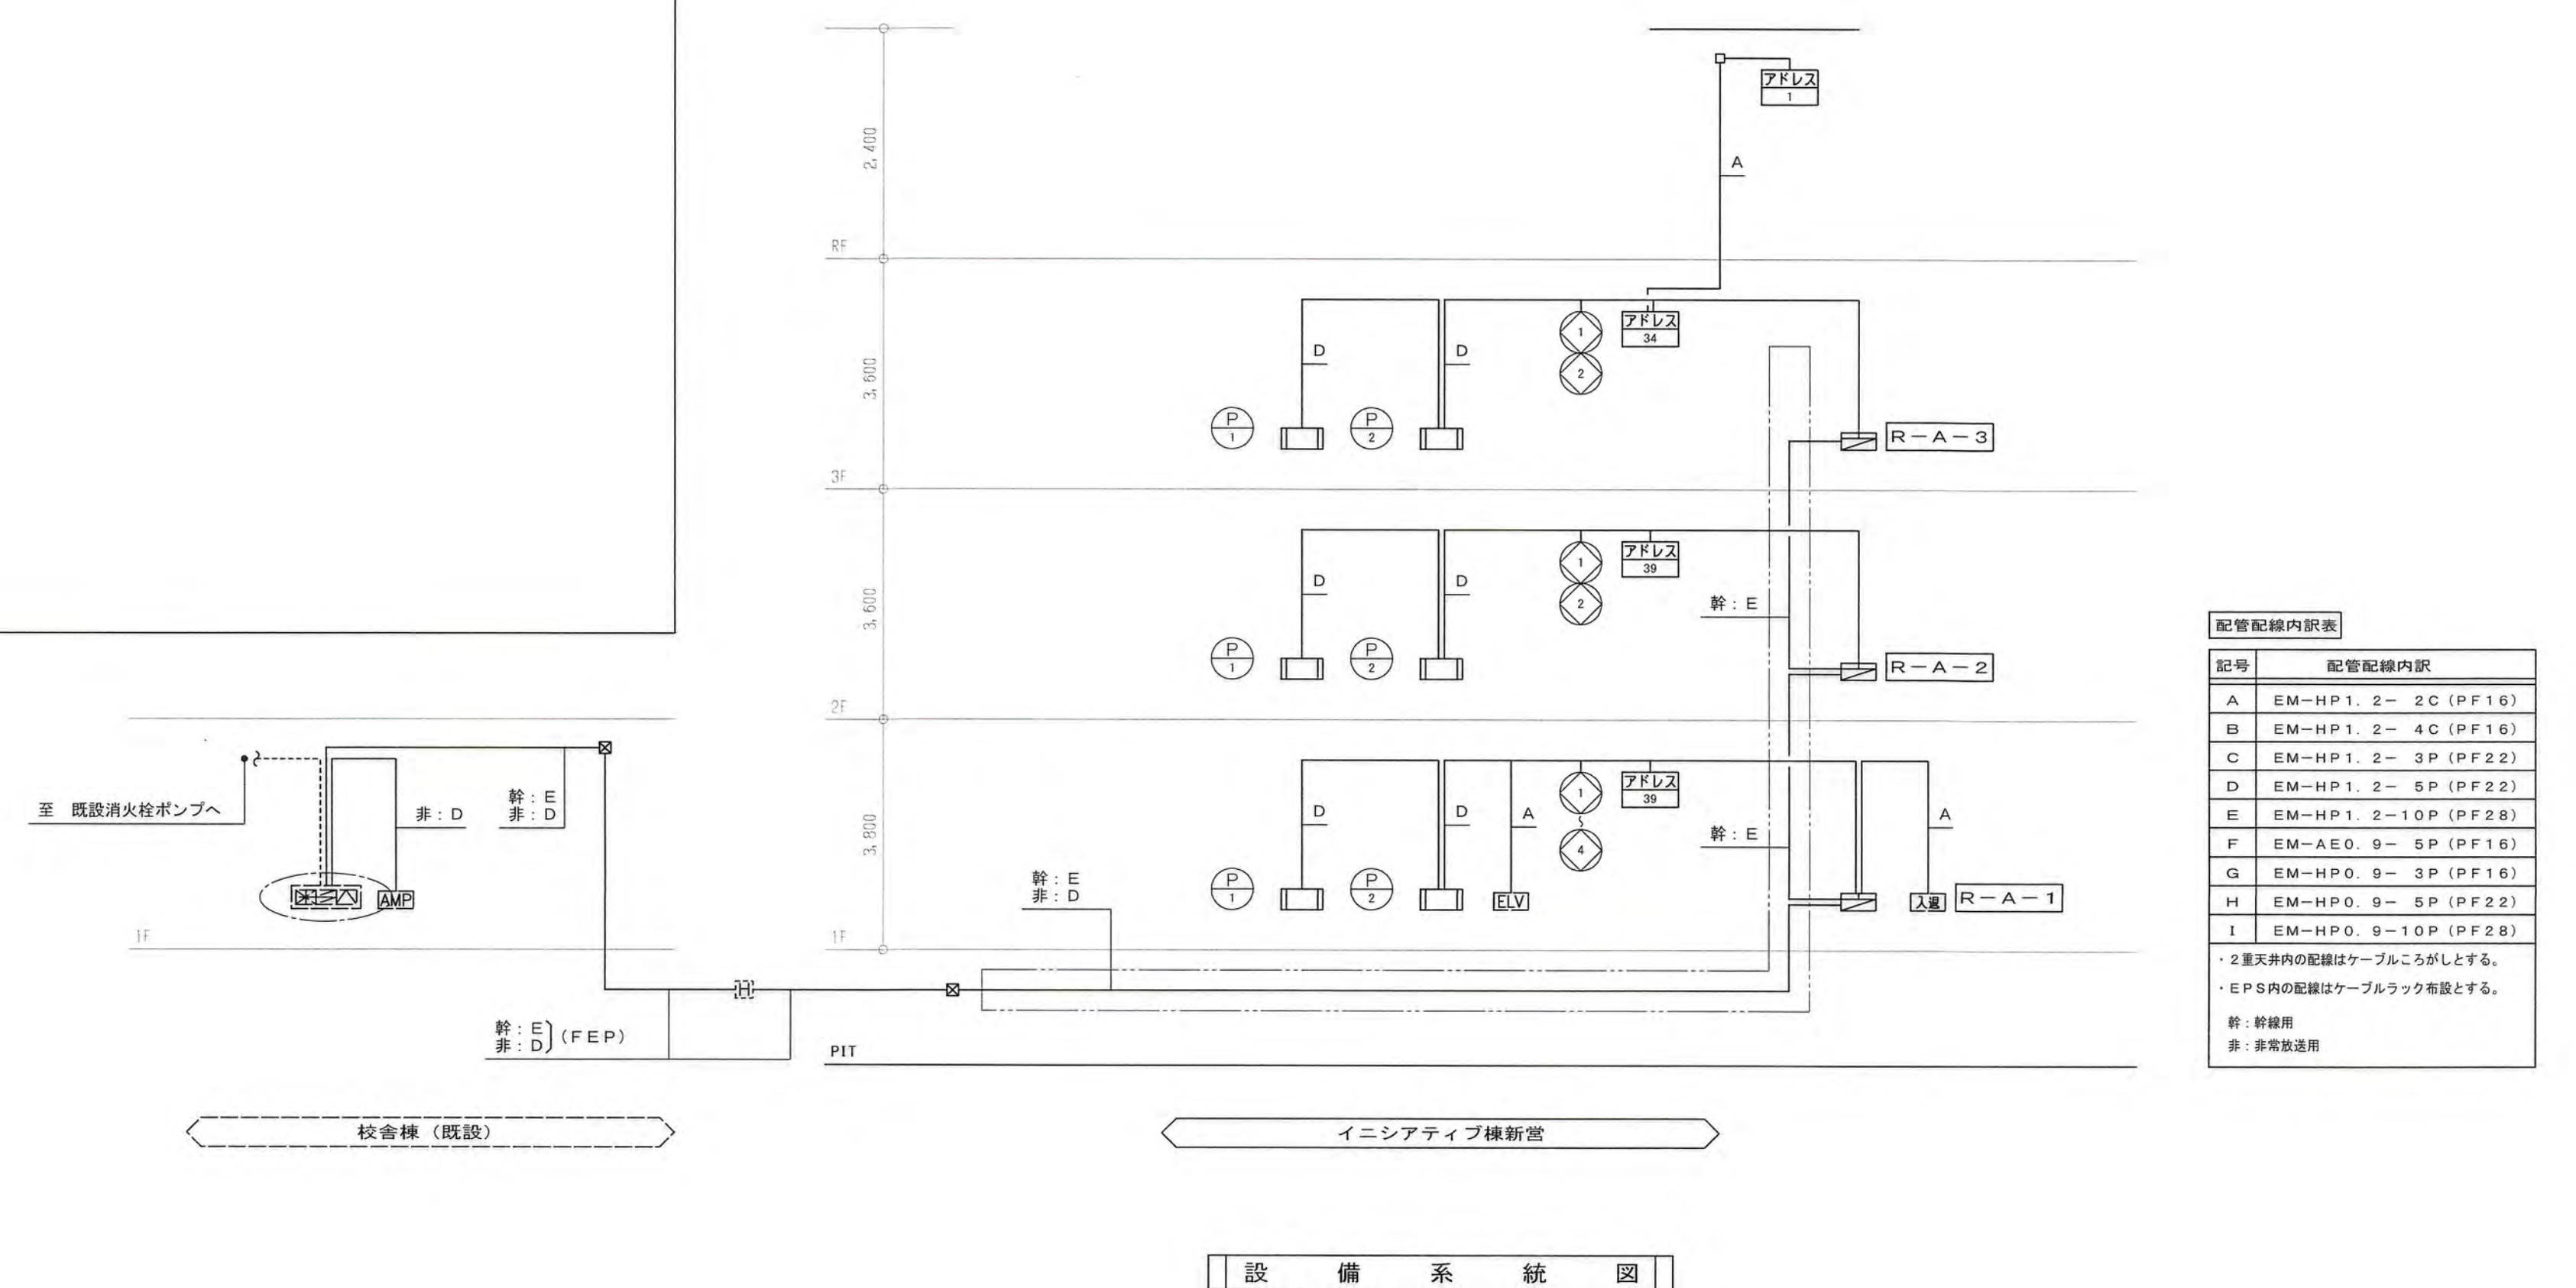 アドレス
1
2,400
A
RF
アドレス
34
1
2
D
D
3,600
P
1
P
2
R－A－3
3F
アドレス
39
1
2
D
D
3,600
幹：E
P
1
P
2
R－A－2
2F
アドレス
39
1
4
D
D
A
A
3,800
幹：E
P
1
P
2
ELV
入退
R－A－1
1F
幹：E
非：D
PIT
至　既設消火栓ポンプへ
非：D
幹：E
非：D
AMP
1F
H
幹：E
非：D
(FEP)
校舎棟（既設）
イニシアティブ棟新営
配管配線内訳表
記号　配管配線内訳
A　EM－HP1．2－　2C（PF16）
B　EM－HP1．2－　4C（PF16）
C　EM－HP1．2－　3P（PF22）
D　EM－HP1．2－　5P（PF22）
E　EM－HP1．2－10P（PF28）
F　EM－AE0．9－　5P（PF16）
G　EM－HP0．9－　3P（PF16）
H　EM－HP0．9－　5P（PF22）
I　EM－HP0．9－10P（PF28）
・2重天井内の配線はケーブルころがしとする。
・EPS内の配線はケーブルラック布設とする。
幹：幹線用
非：非常放送用
設　備　系　統　図